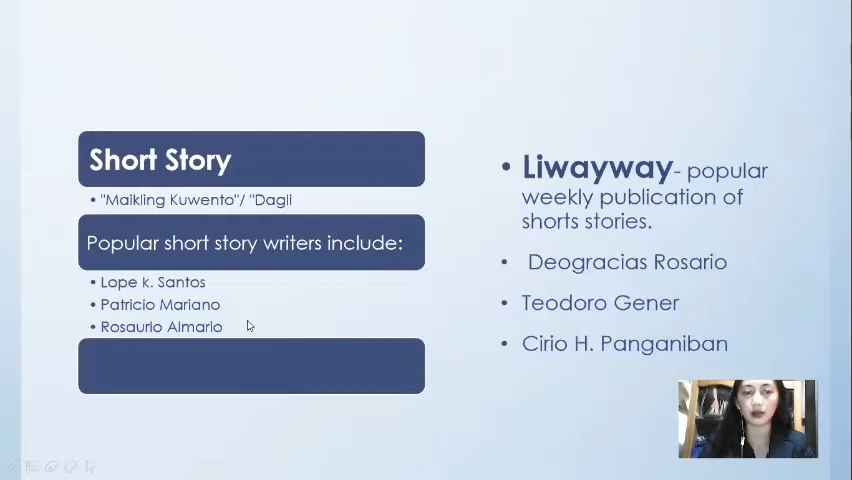 Short Story
• "Maikling Kuwento"/ "Dagli
Popular short story writers include:
• Lope k. Santos
• Patricio Mariano
• Rosaurio Almario
• Liwayway- popular
weekly publication of
shorts stories.
• Deogracias Rosario
• Teodoro Gener
• Cirio H. Panganiban